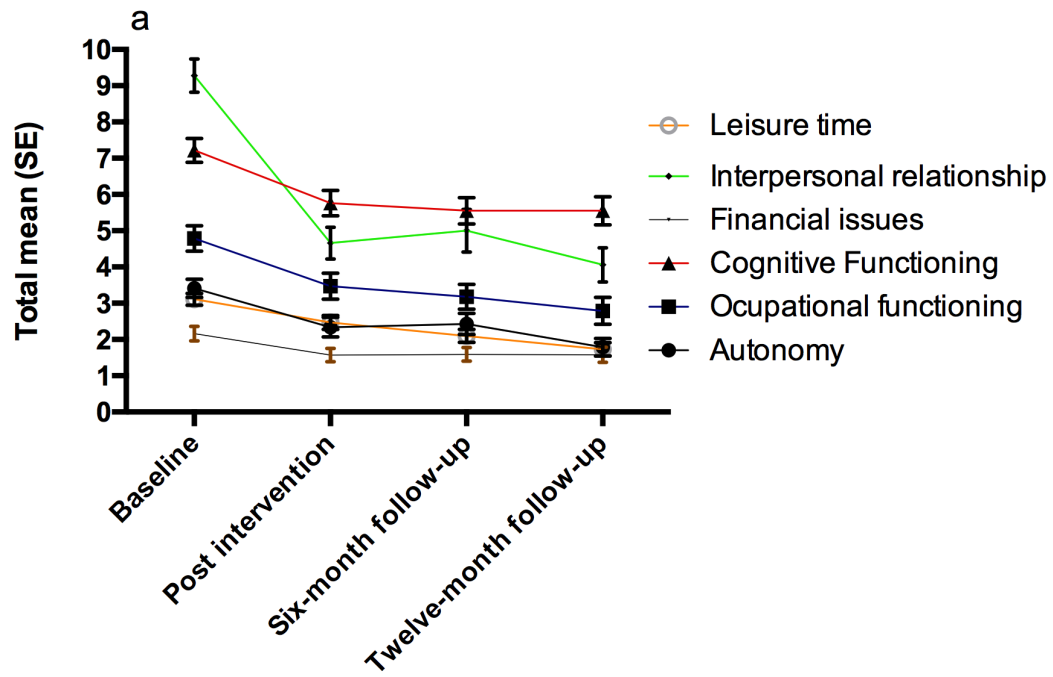 a
Total mean (SE)
10
9
8
7
6
5
4
3
2
1
0
Baseline
Post intervention
Six-month follow-up
Twelve-month follow-up
Leisure time
Interpersonal relationship
Financial issues
Cognitive Functioning
Ocupational functioning
Autonomy